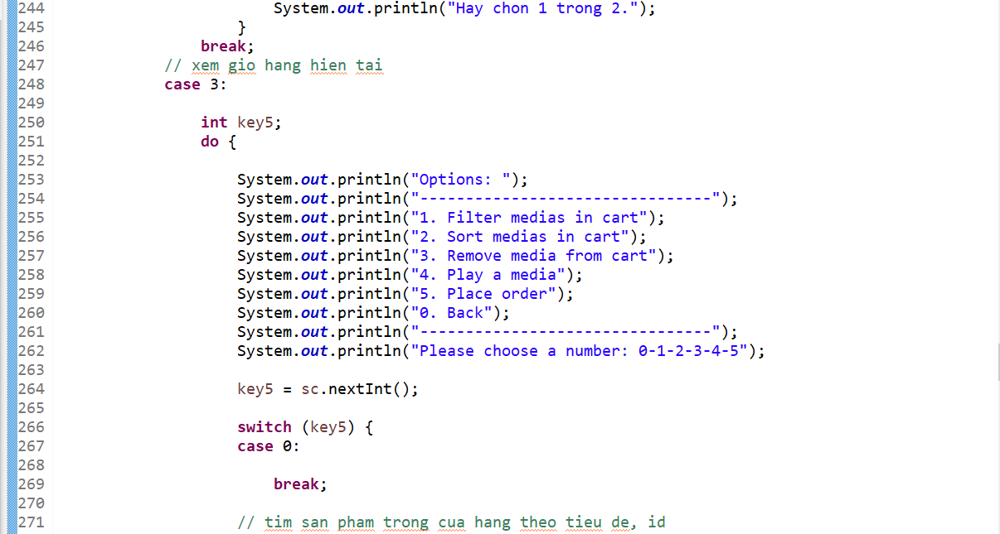 244 System.out.println("Hay chon 1 trong 2.");
245 }
246 break;
247 // xem gio hang hien tai
248 case 3:
249
250 int key5;
251 do {
252
253 System.out.println("Options: ");
254 System.out.println("--------------------------------");
255 System.out.println("1. Filter medias in cart");
256 System.out.println("2. Sort medias in cart");
257 System.out.println("3. Remove media from cart");
258 System.out.println("4. Play a media");
259 System.out.println("5. Place order");
260 System.out.println("0. Back");
261 System.out.println("--------------------------------");
262 System.out.println("Please choose a number: 0-1-2-3-4-5");
263
264 key5 = sc.nextInt();
265
266 switch (key5) {
267 case 0:
268
269 break;
270
271 // tim san pham trong cua hang theo tieu de, id